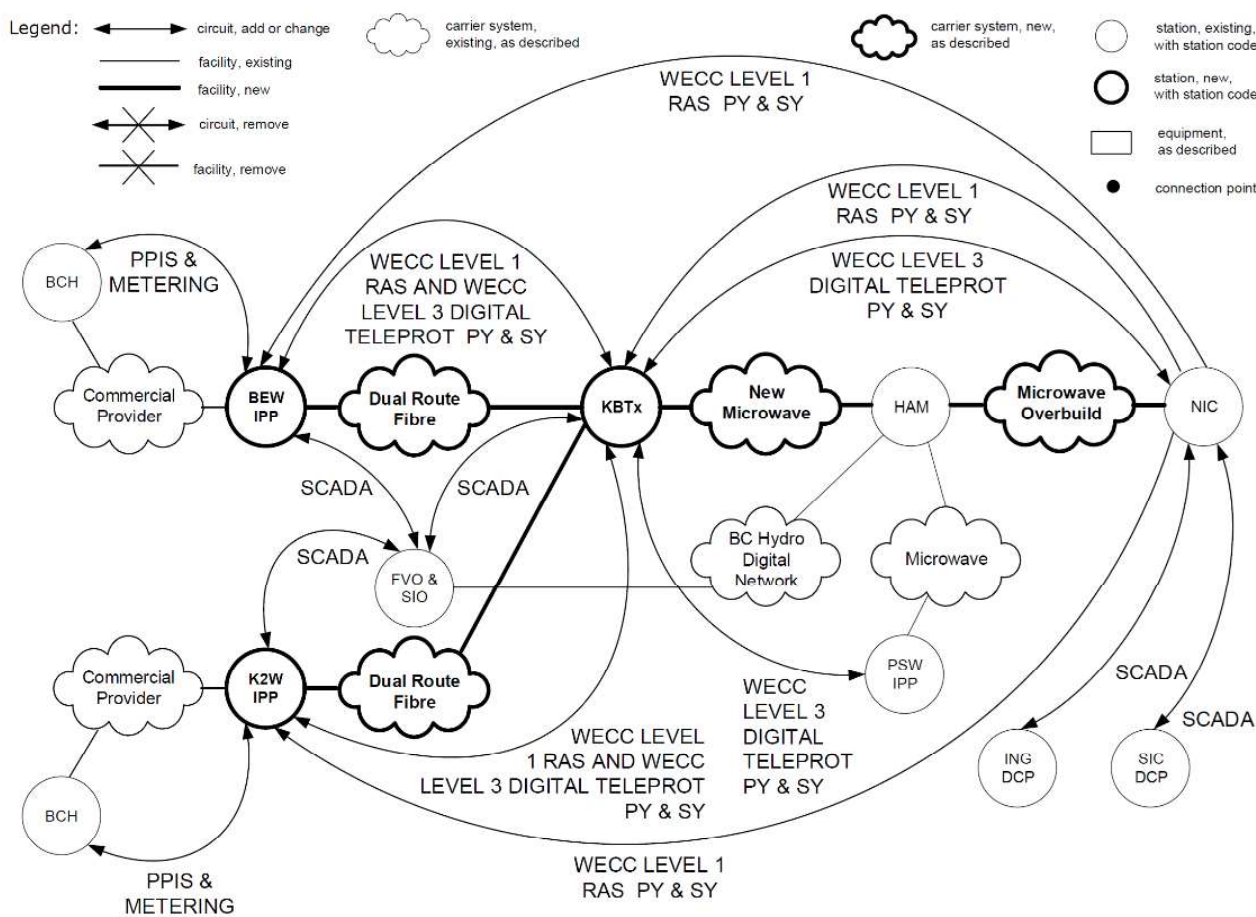 Legend:
circuit, add or change
facility, existing
facility, new
circuit, remove
facility, remove
carrier system,
existing, as described
carrier system, new,
as described
station, existing,
with station code
station, new,
with station code
equipment,
as described
connection point
WECC LEVEL 1
RAS PY & SY
WECC LEVEL 1
RAS PY & SY
WECC LEVEL 3
DIGITAL TELEPROT
PY & SY
WECC LEVEL 1
RAS AND WECC
LEVEL 3 DIGITAL
TELEPROT PY & SY
PPIS &
METERING
BCH
Commercial
Provider
BEW
IPP
Dual Route
Fibre
KBTx
New
Microwave
HAM
Microwave
Overbuild
NIC
SCADA
SCADA
SCADA
FVO &
SIO
BC Hydro
Digital
Network
Microwave
Commercial
Provider
K2W
IPP
Dual Route
Fibre
PSW
IPP
WECC LEVEL
1 RAS AND WECC
LEVEL 3 DIGITAL TELEPROT
PY & SY
WECC
LEVEL 3
DIGITAL
TELEPROT
PY & SY
SCADA
SCADA
ING
DCP
SIC
DCP
BCH
PPIS &
METERING
WECC LEVEL 1
RAS PY & SY